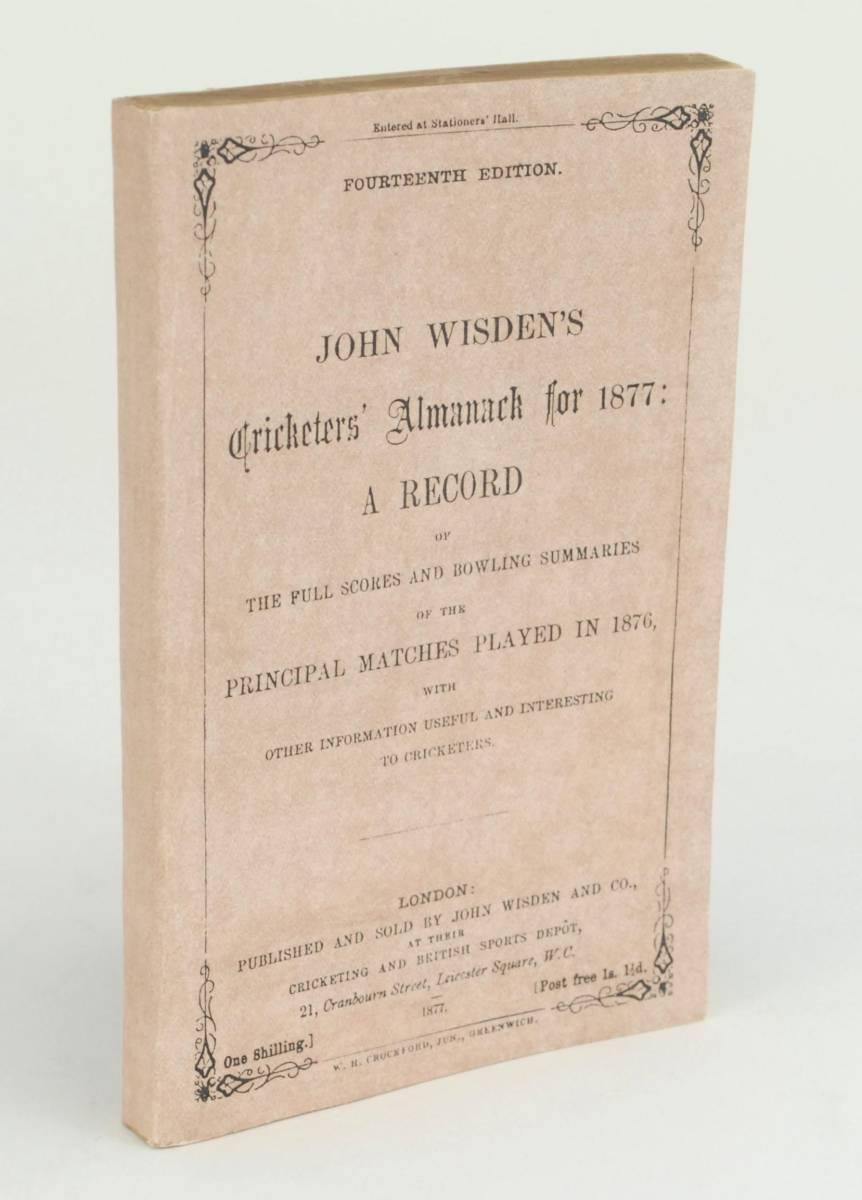 Entered at Stationers' Hall.
FOURTEENTH EDITION.
JOHN WISDEN'S
Cricketers' Almanack for 1877:
A RECORD
OF
THE FULL SCORES AND BOWLING SUMMARIES
OF THE
PRINCIPAL MATCHES PLAYED IN 1876,
WITH
OTHER INFORMATION USEFUL AND INTERESTING
TO CRICKETERS.
LONDON:
PUBLISHED AND SOLD BY JOHN WISDEN AND CO.,
AT THEIR
CRICKETING AND BRITISH SPORTS DEPÔT,
21, Cranbourn Street, Leicester Square, W.C.
1877.
One Shilling.]
[Post free 1s. 1½d.
W. H. CROCKFORD, JUN., GREENWICH.